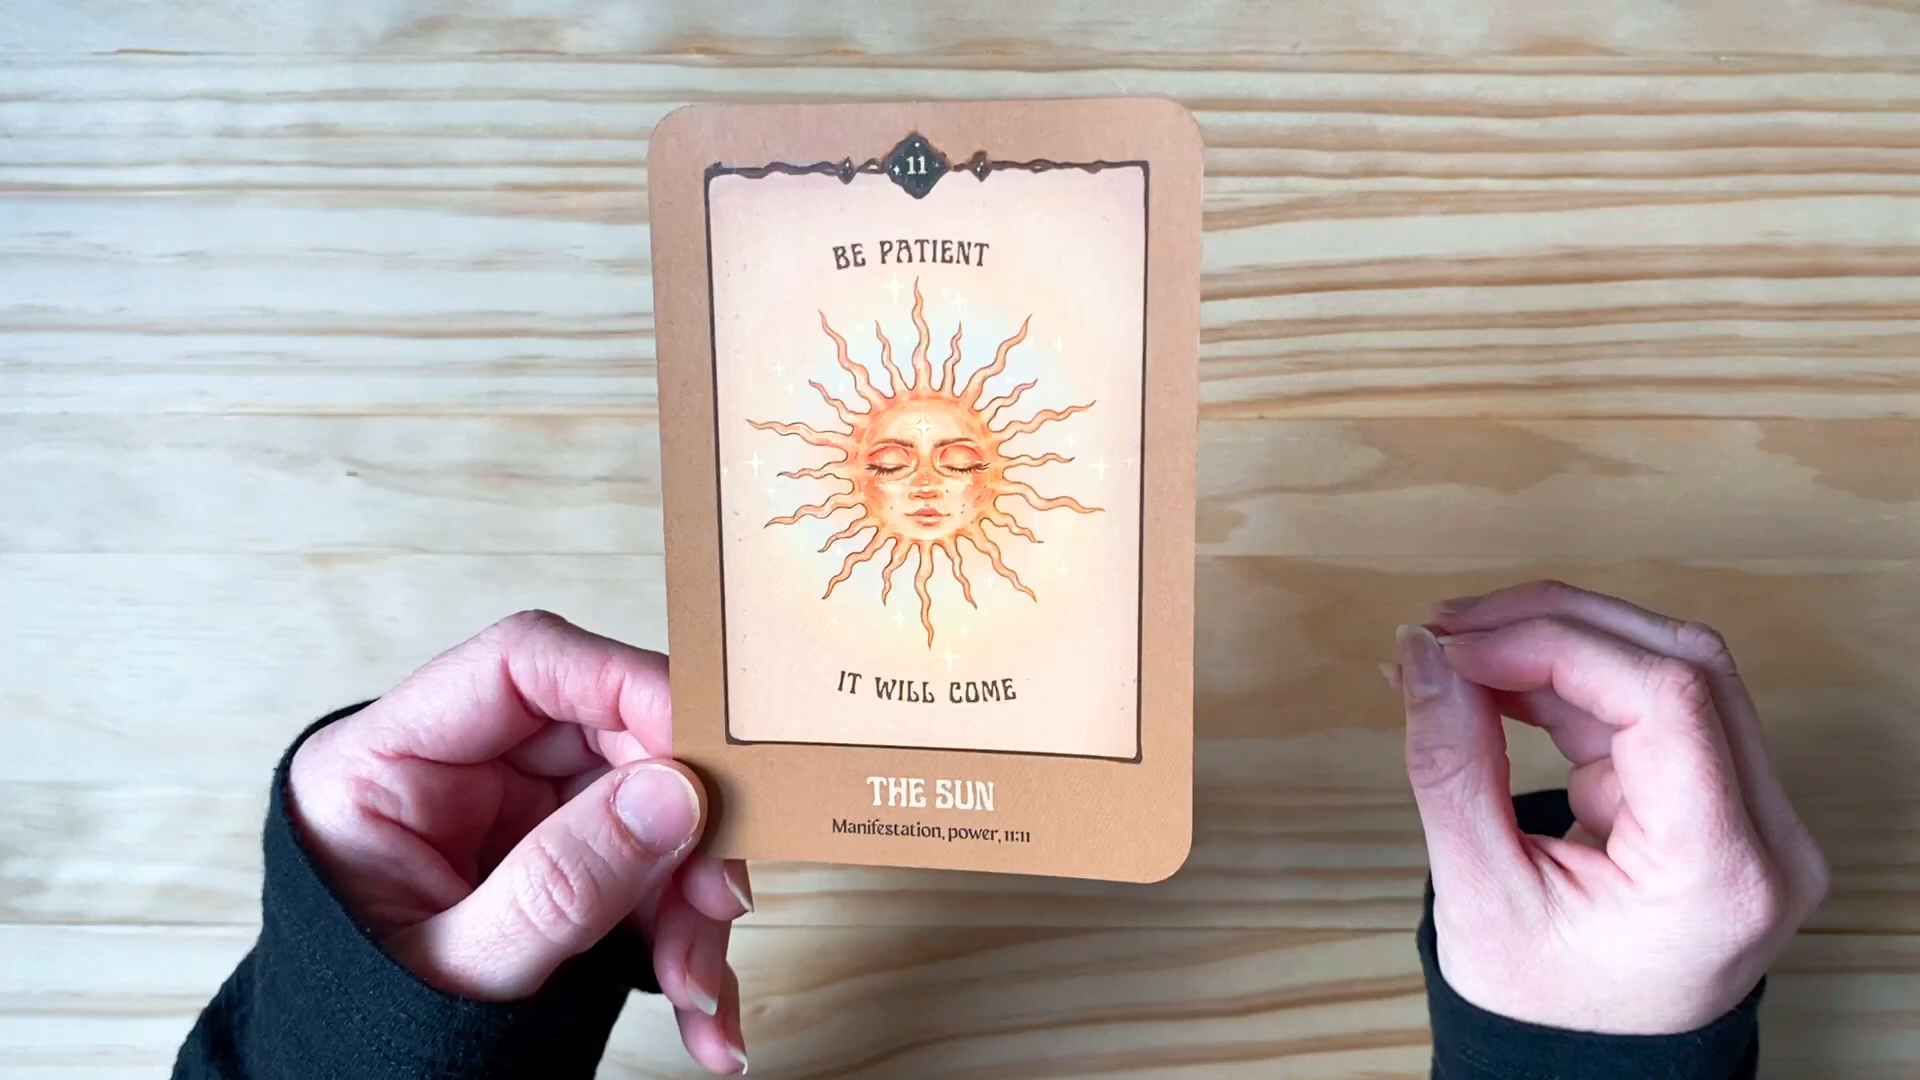 11
BE PATIENT
IT WILL COME
THE SUN
Manifestation, power, 11:11